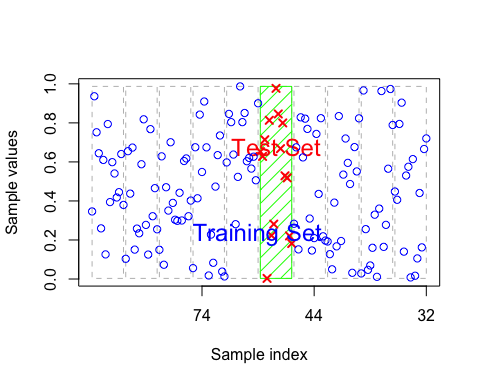 1.0
0.8
0.6
0.4
0.2
0.0
Sample values
Test Set
Training Set
74 44 32
Sample index